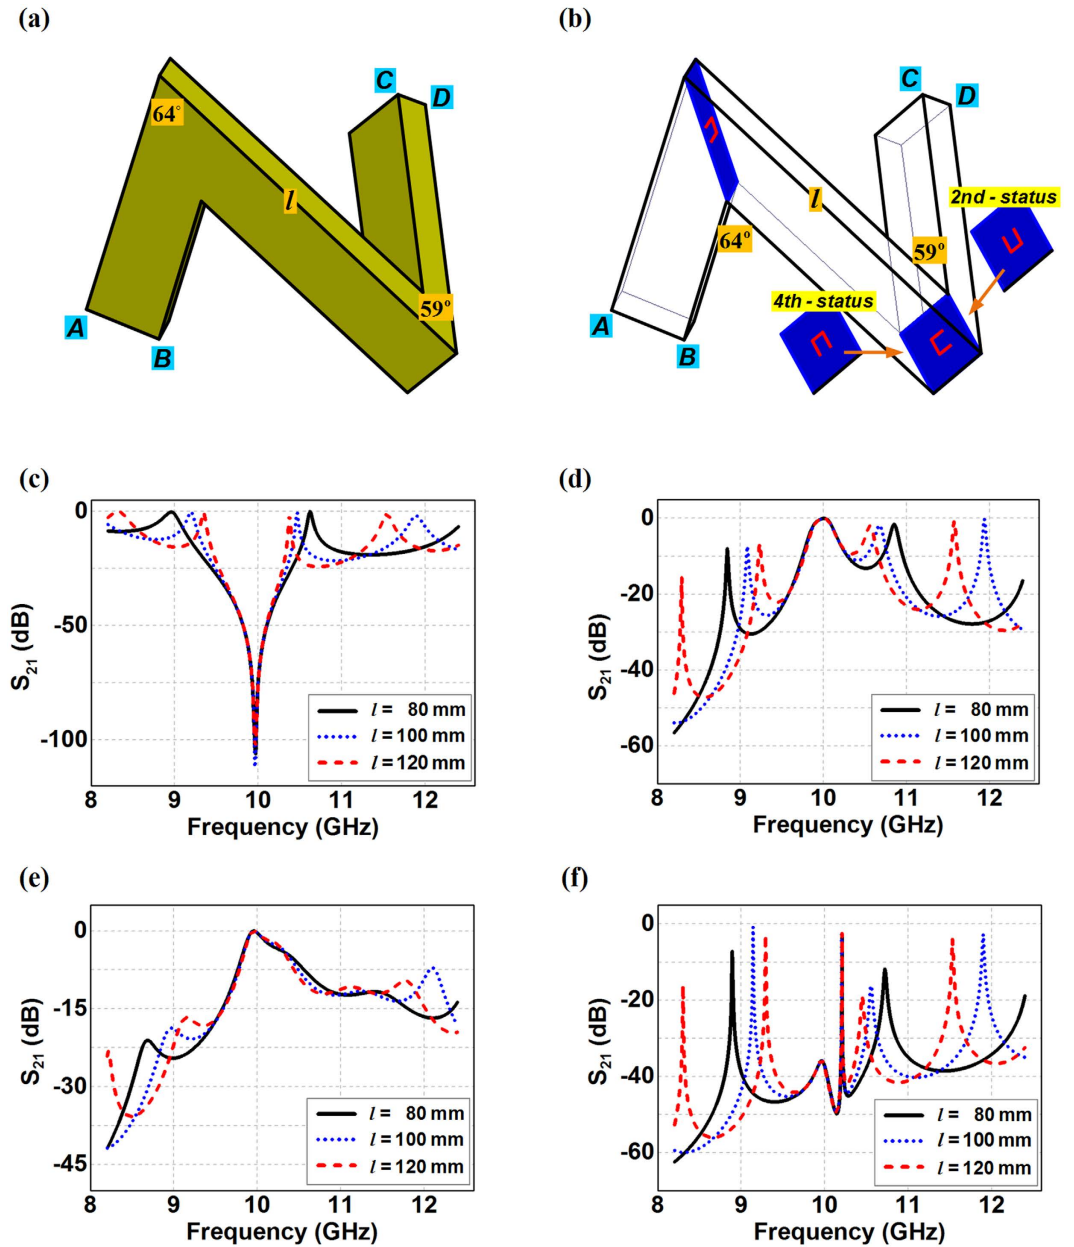 (a)
64°
C
D
l
A
B
59°
(b)
C
D
2nd - status
l
64°
59°
4th - status
A
B
(c)
0
-50
-100
S21 (dB)
l = 80 mm
l = 100 mm
l = 120 mm
8 9 10 11 12
Frequency (GHz)
(d)
0
-20
-40
-60
S21 (dB)
l = 80 mm
l = 100 mm
l = 120 mm
8 9 10 11 12
Frequency (GHz)
(e)
0
-15
-30
-45
S21 (dB)
l = 80 mm
l = 100 mm
l = 120 mm
8 9 10 11 12
Frequency (GHz)
(f)
0
-20
-40
-60
S21 (dB)
l = 80 mm
l = 100 mm
l = 120 mm
8 9 10 11 12
Frequency (GHz)